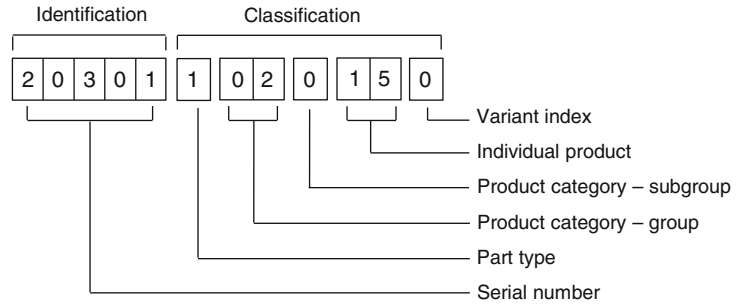 Identification Classification
2 0 3 0 1 1 0 2 0 1 5 0
Variant index
Individual product
Product category – subgroup
Product category – group
Part type
Serial number